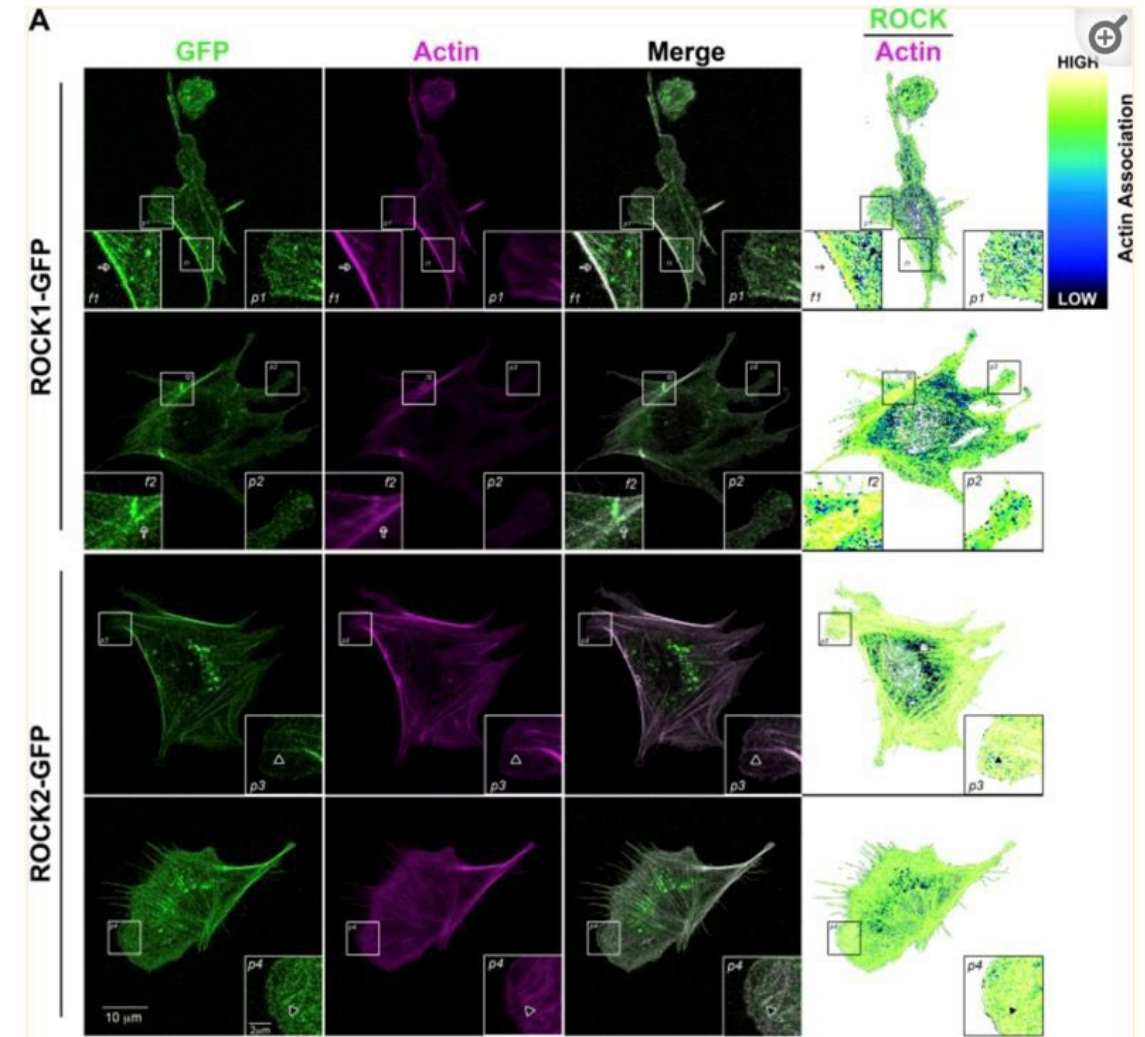 A
GFP
Actin
Merge
ROCK
Actin
HIGH
LOW
Actin Association
ROCK1-GFP
f1
p1
f1
p1
f1
p1
f1
p1
f2
p2
f2
p2
f2
p2
f2
p2
ROCK2-GFP
p3
p3
p3
p3
p4
p4
p4
p4
10 μm
2μm